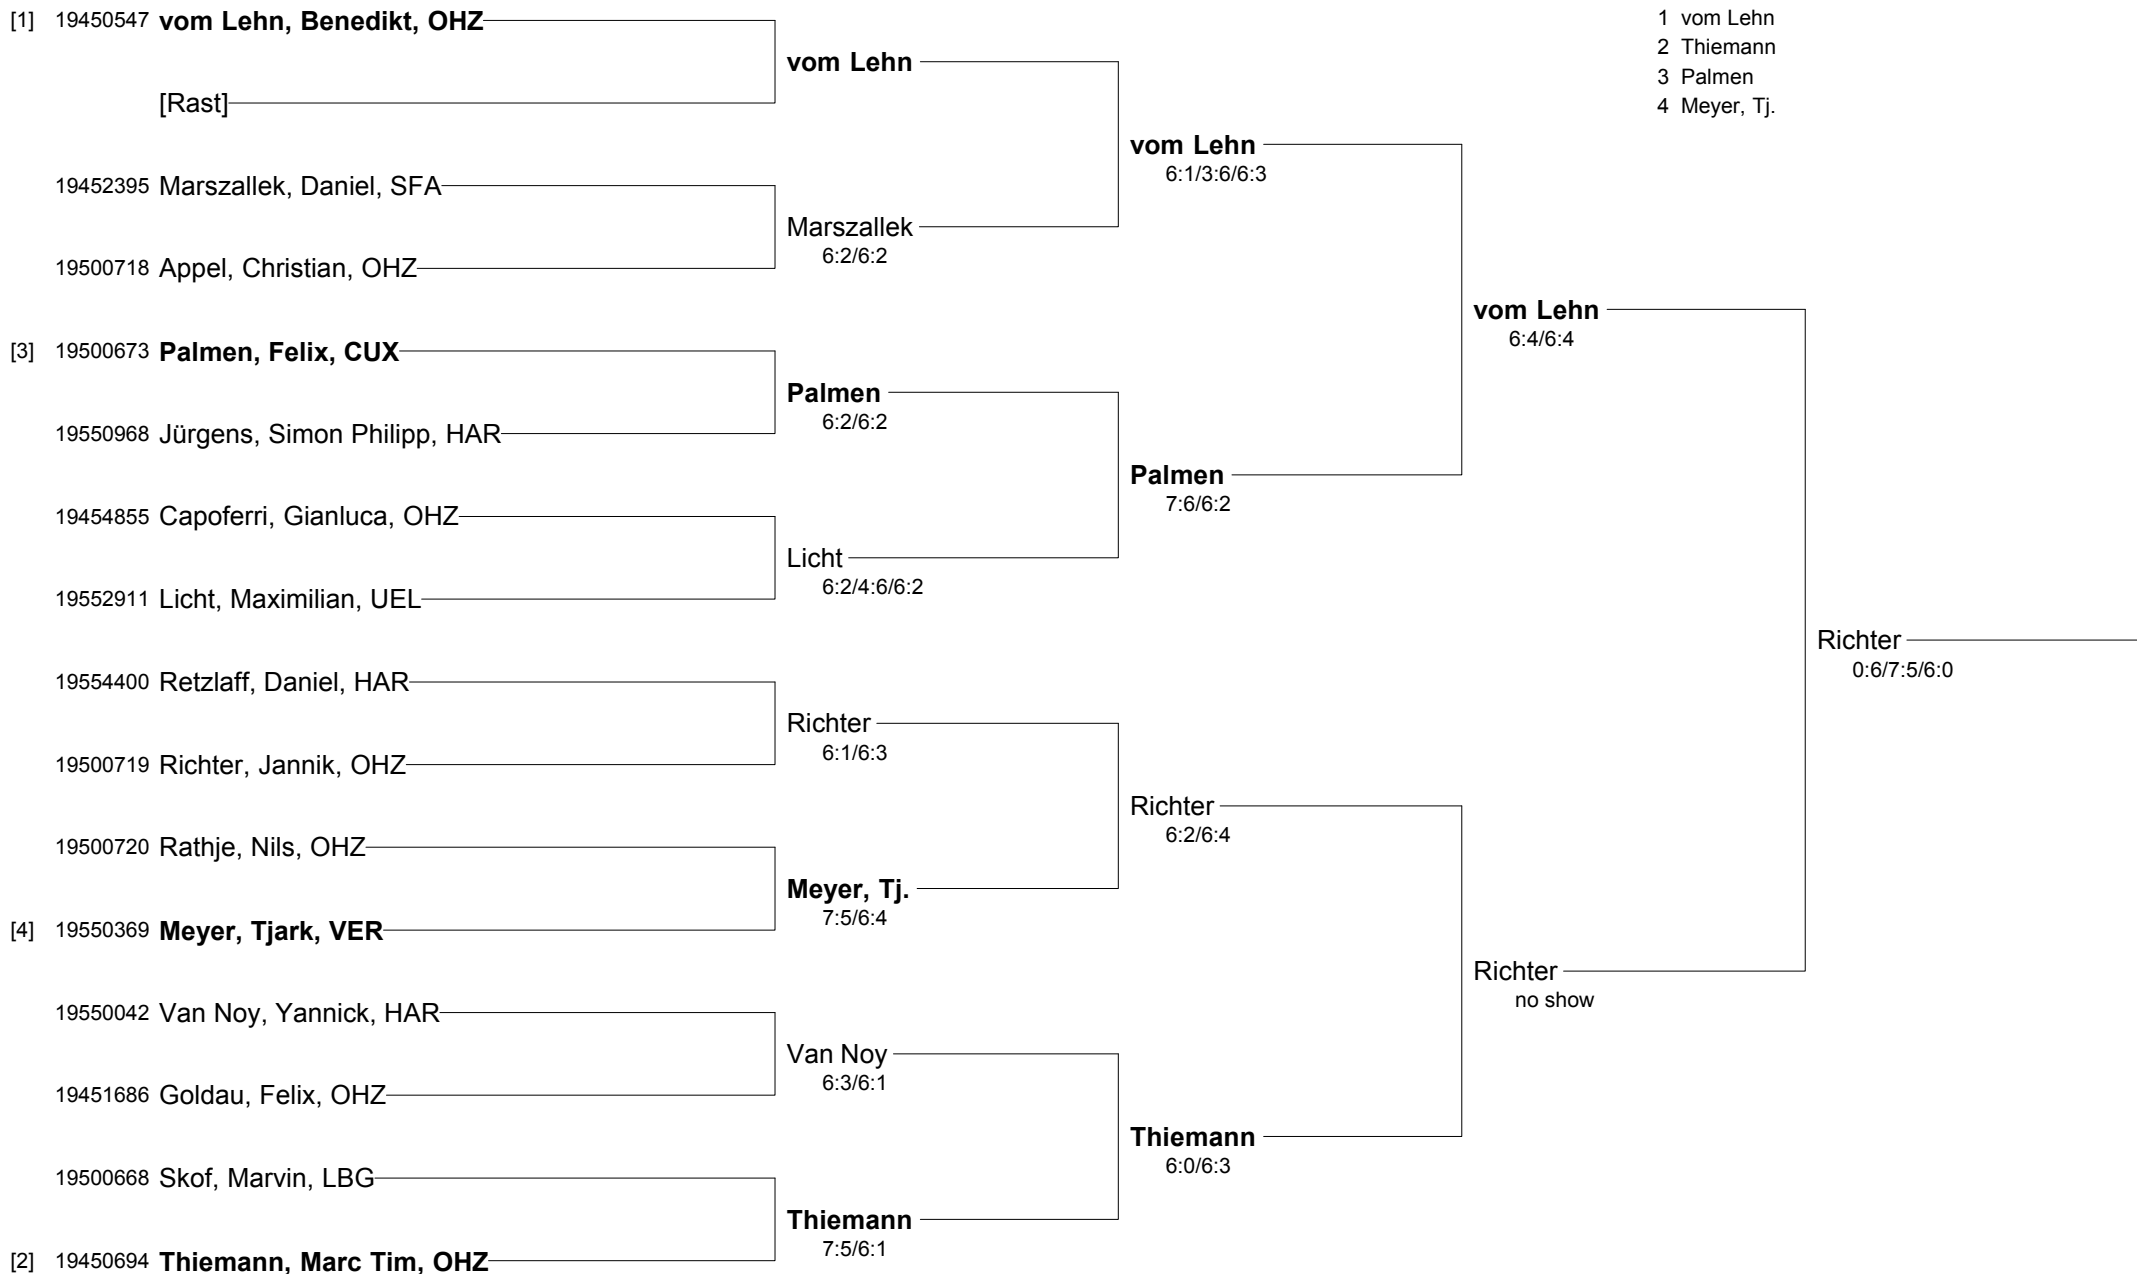 [1] 19450547 vom Lehn, Benedikt, OHZ
[Rast]
19452395 Marszallek, Daniel, SFA
19500718 Appel, Christian, OHZ
[3] 19500673 Palmen, Felix, CUX
19550968 Jürgens, Simon Philipp, HAR
19454855 Capoferri, Gianluca, OHZ
19552911 Licht, Maximilian, UEL
19554400 Retzlaff, Daniel, HAR
19500719 Richter, Jannik, OHZ
19500720 Rathje, Nils, OHZ
[4] 19550369 Meyer, Tjark, VER
19550042 Van Noy, Yannick, HAR
19451686 Goldau, Felix, OHZ
19500668 Skof, Marvin, LBG
[2] 19450694 Thiemann, Marc Tim, OHZ
vom Lehn
Marszallek
6:2/6:2
Palmen
6:2/6:2
Licht
6:2/4:6/6:2
Richter
6:1/6:3
Meyer, Tj.
7:5/6:4
Van Noy
6:3/6:1
Thiemann
7:5/6:1
vom Lehn
6:1/3:6/6:3
Palmen
7:6/6:2
Richter
6:2/6:4
Thiemann
6:0/6:3
vom Lehn
6:4/6:4
Richter
no show
Richter
0:6/7:5/6:0
1 vom Lehn
2 Thiemann
3 Palmen
4 Meyer, Tj.